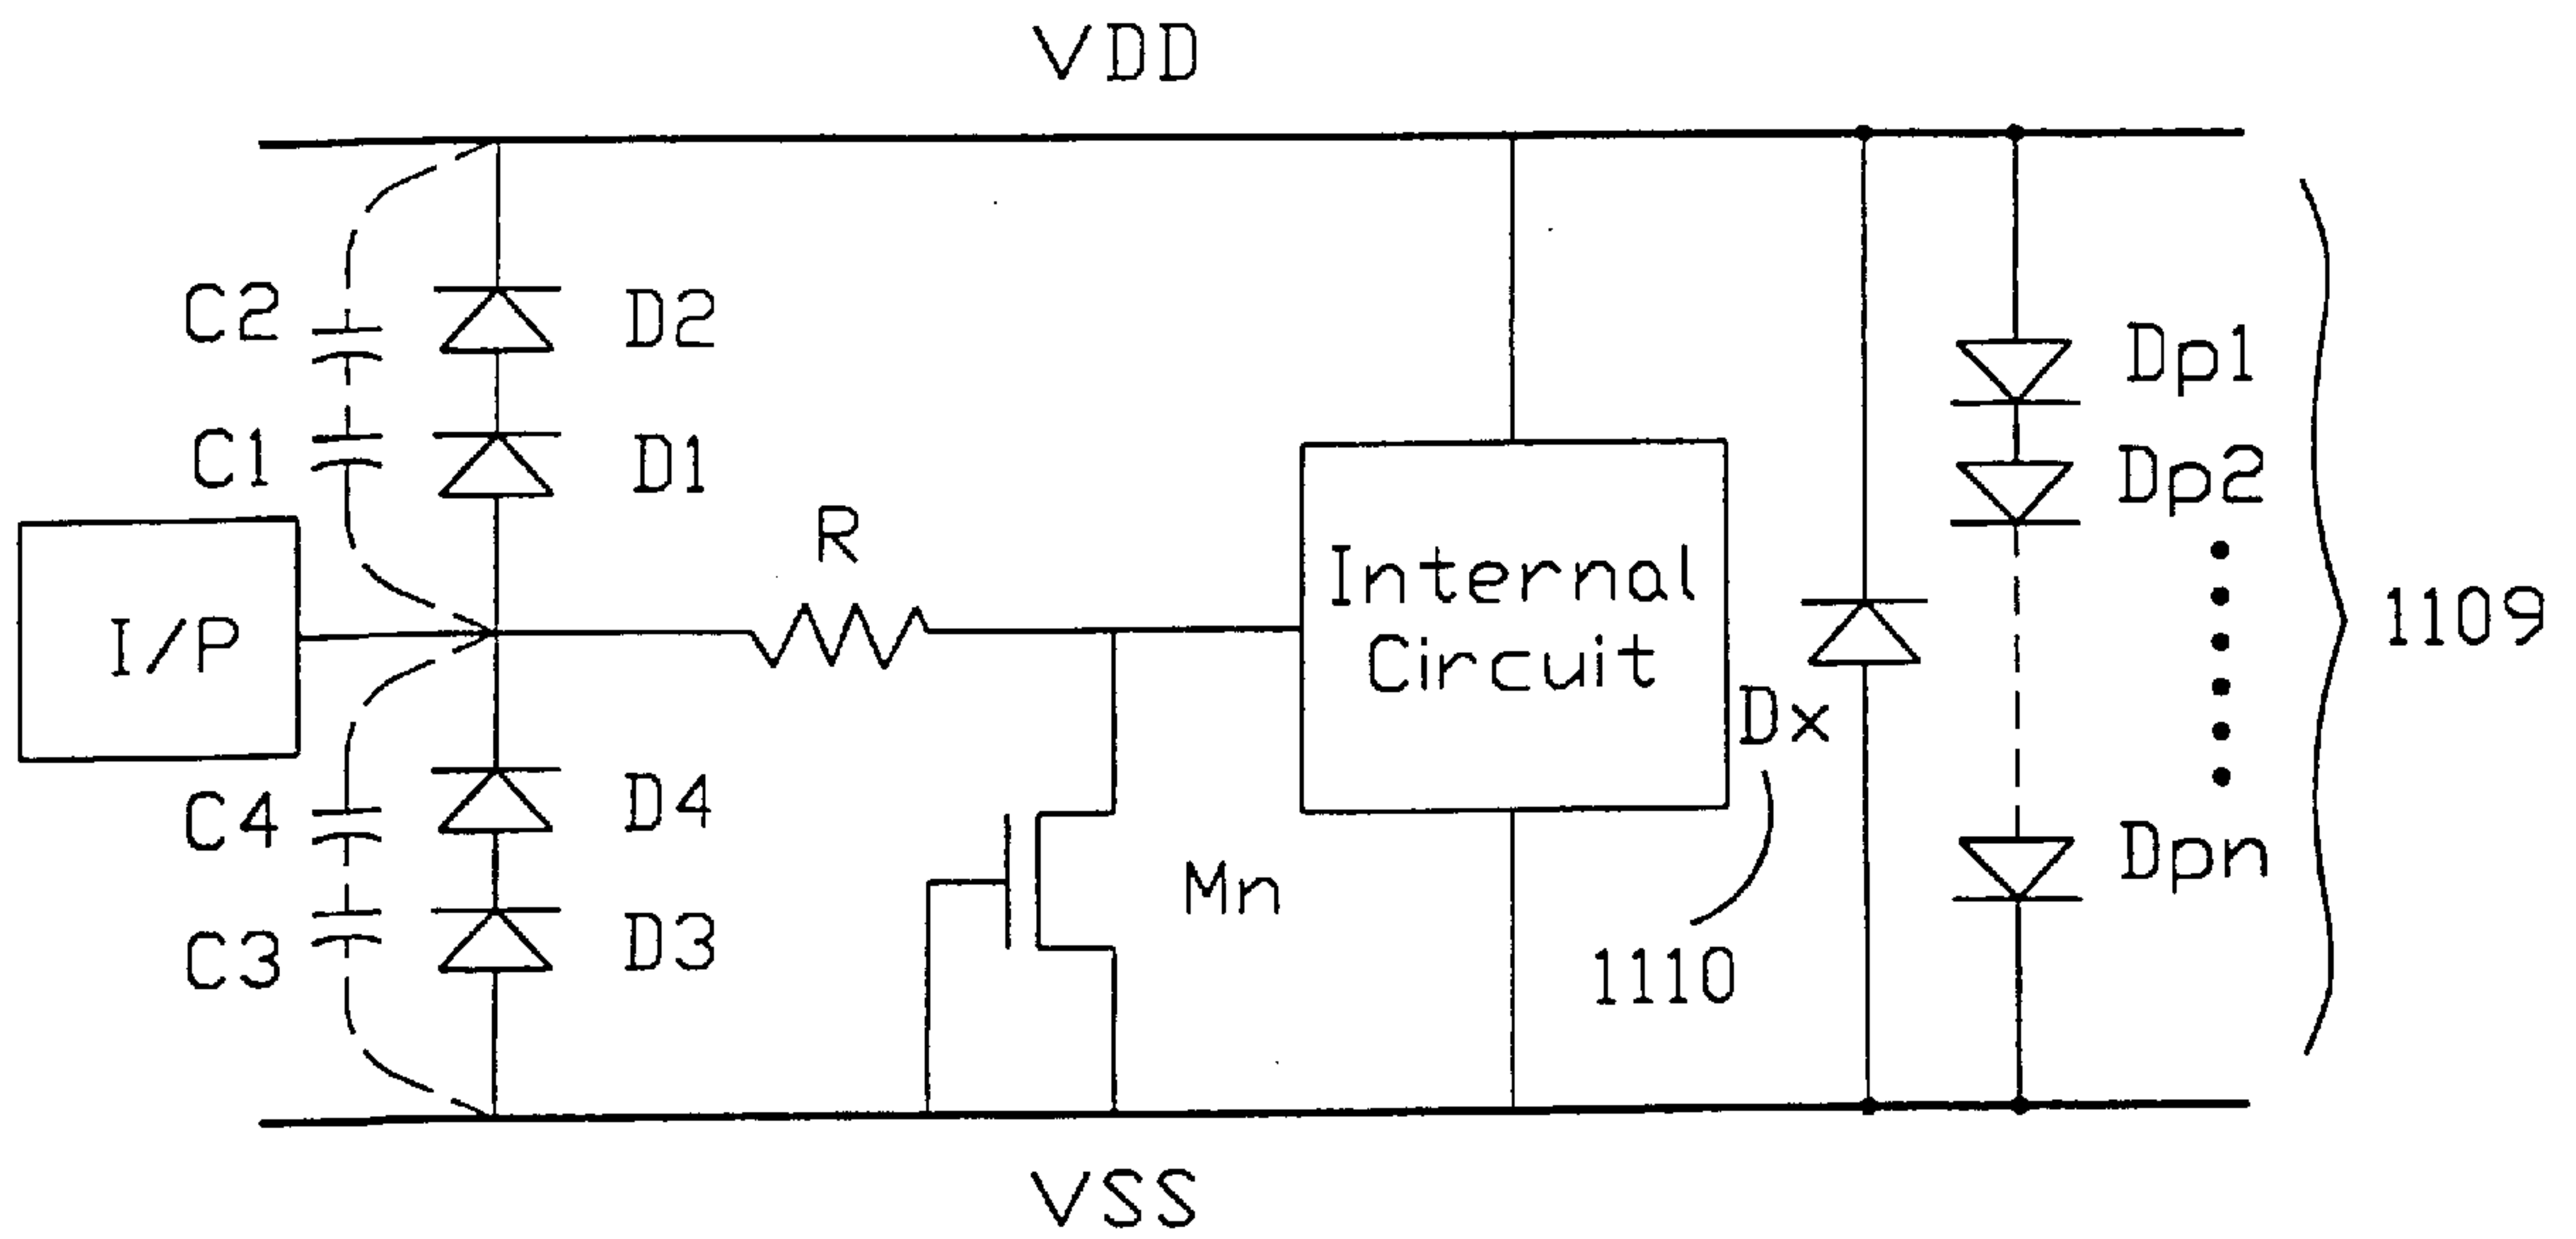 VDD
C2
D2
Dp1
C1
D1
Dp2
R
I/P
Internal
Circuit
1109
Dx
C4
D4
Mn
Dpn
C3
D3
1110
VSS